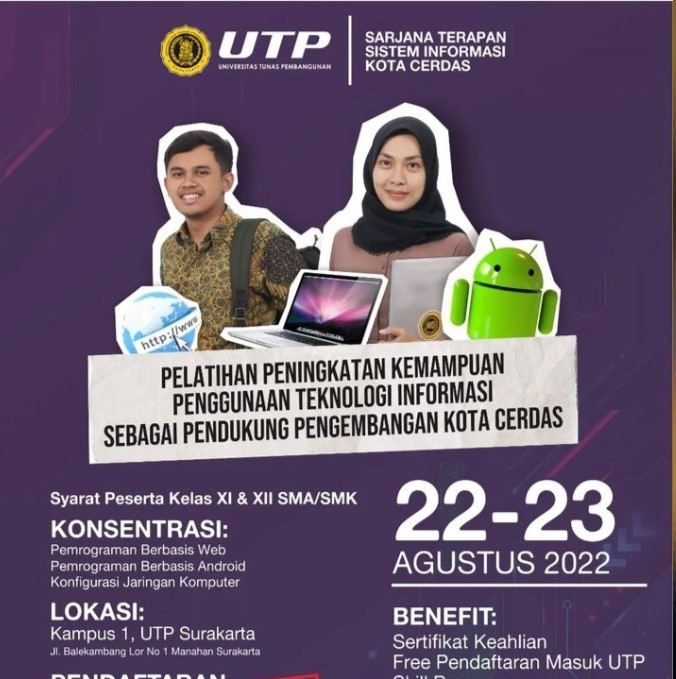 UTP
UNIVERSITAS TUNAS PEMBANGUNAN
SARJANA TERAPAN
SISTEM INFORMASI
KOTA CERDAS
http://www
PELATIHAN PENINGKATAN KEMAMPUAN
PENGGUNAAN TEKNOLOGI INFORMASI
SEBAGAI PENDUKUNG PENGEMBANGAN KOTA CERDAS
Syarat Peserta Kelas XI & XII SMA/SMK
KONSENTRASI:
Pemrograman Berbasis Web
Pemrograman Berbasis Android
Konfigurasi Jaringan Komputer
LOKASI:
Kampus 1, UTP Surakarta
Jl. Balekambang Lor No 1 Manahan Surakarta
PENDAFTARAN
22-23
AGUSTUS 2022
BENEFIT:
Sertifikat Keahlian
Free Pendaftaran Masuk UTP